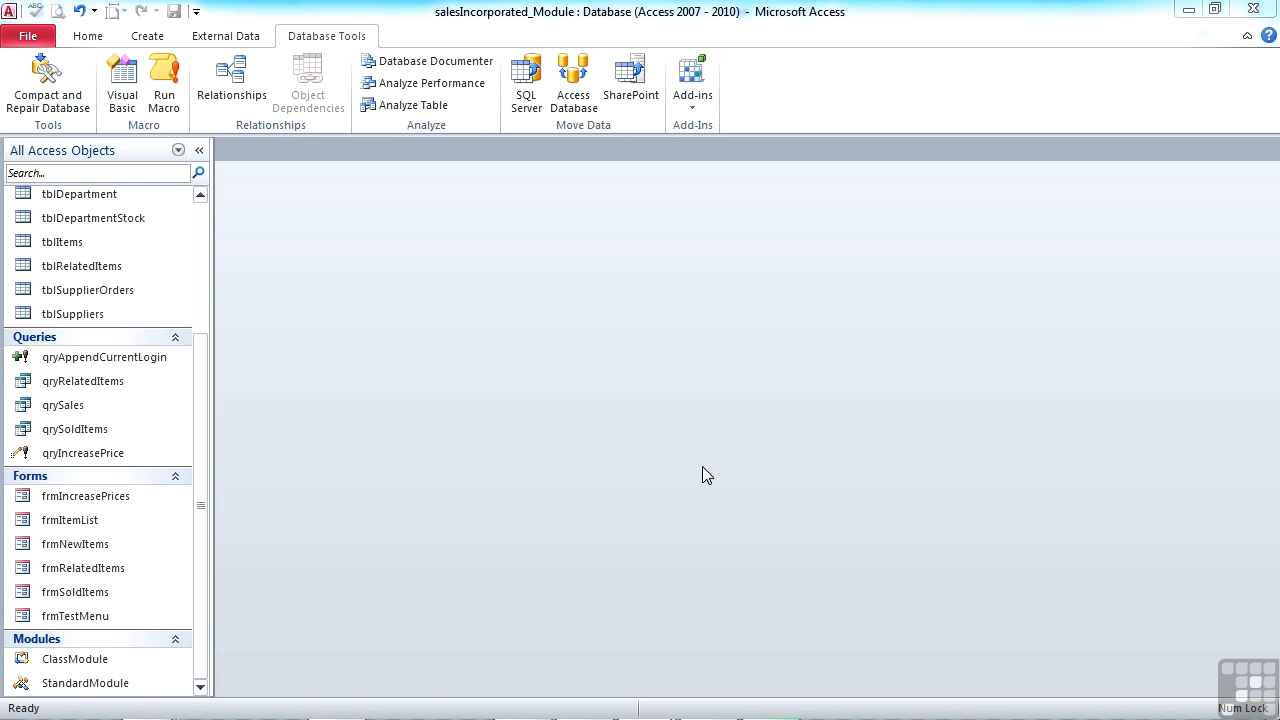 salesIncorporated_Module : Database (Access 2007 - 2010) - Microsoft Access
File Home Create External Data Database Tools
Compact and Repair Database
Visual Basic
Run Macro
Relationships
Object Dependencies
Database Documenter
Analyze Performance
Analyze Table
SQL Server
Access Database
SharePoint
Add-ins
Tools Macro Relationships Analyze Move Data Add-Ins
All Access Objects
Search...
tblDepartment
tblDepartmentStock
tblItems
tblRelatedItems
tblSupplierOrders
tblSuppliers
Queries
qryAppendCurrentLogin
qryRelatedItems
qrySales
qrySoldItems
qryIncreasePrice
Forms
frmIncreasePrices
frmItemList
frmNewItems
frmRelatedItems
frmSoldItems
frmTestMenu
Modules
ClassModule
StandardModule
Ready
Num Lock